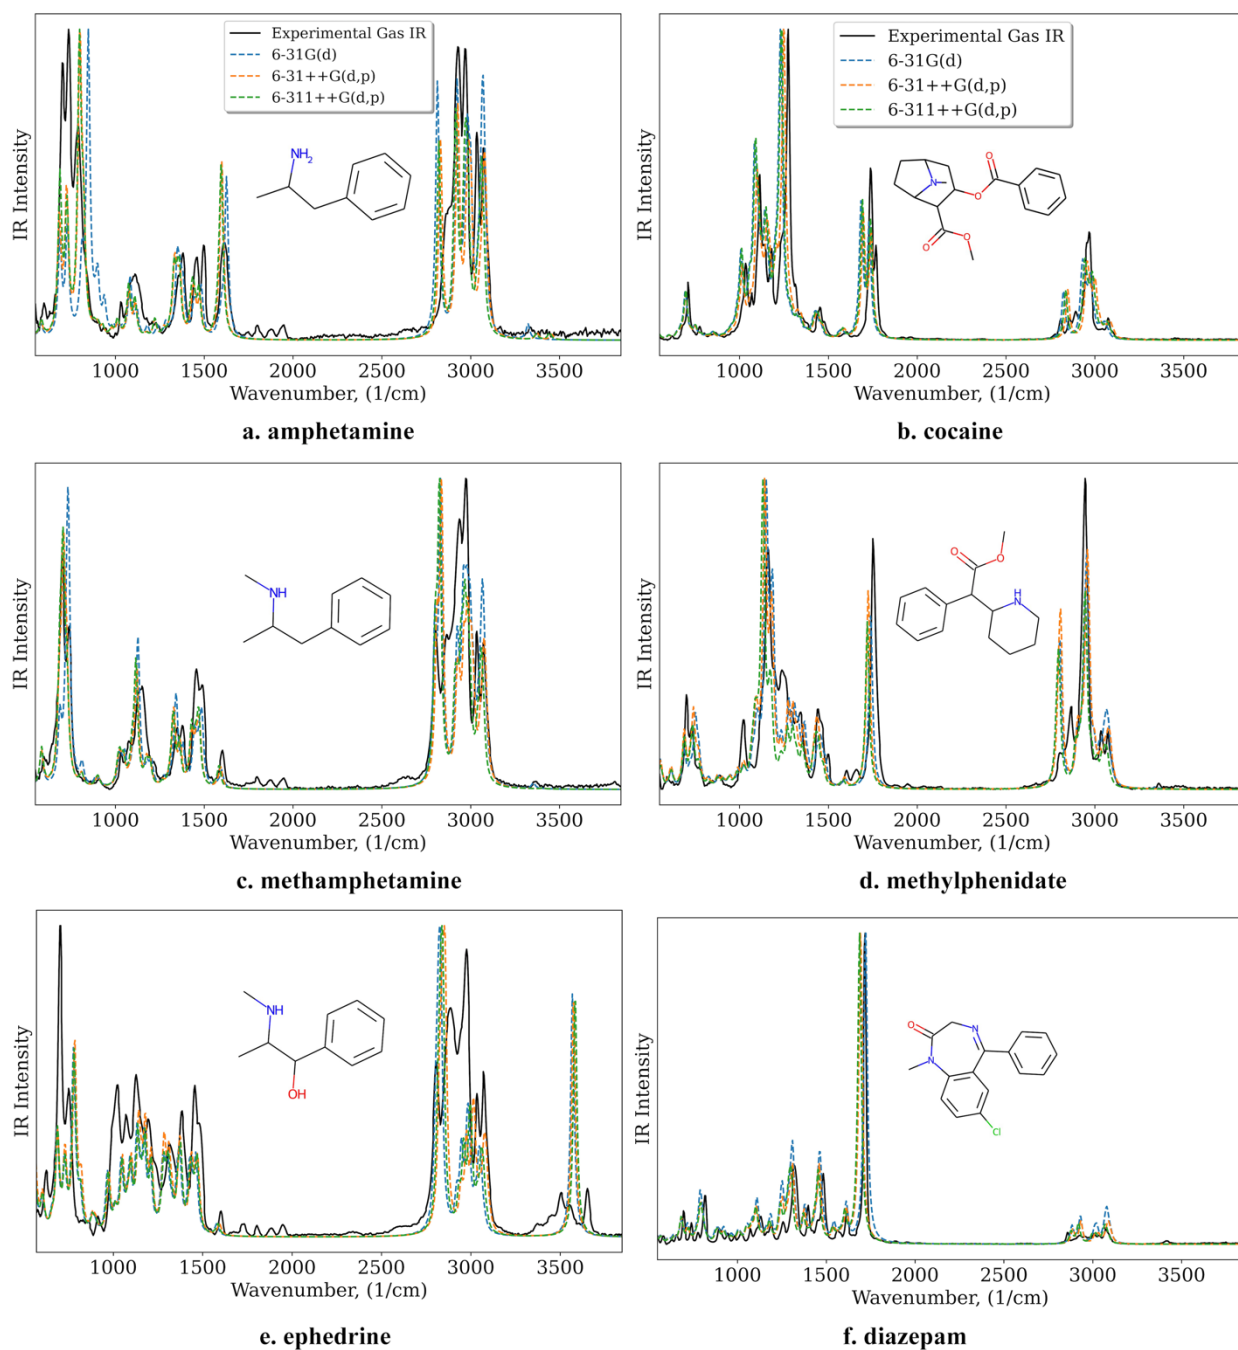 Experimental Gas IR
6-31G(d)
6-31++G(d,p)
6-311++G(d,p)
NH2
IR Intensity
1000 1500 2000 2500 3000 3500
Wavenumber, (1/cm)
a. amphetamine
Experimental Gas IR
6-31G(d)
6-31++G(d,p)
6-311++G(d,p)
N
O
O
O
O
IR Intensity
1000 1500 2000 2500 3000 3500
Wavenumber, (1/cm)
b. cocaine
NH
IR Intensity
1000 1500 2000 2500 3000 3500
Wavenumber, (1/cm)
c. methamphetamine
O
O
H
N
IR Intensity
1000 1500 2000 2500 3000 3500
Wavenumber, (1/cm)
d. methylphenidate
NH
OH
IR Intensity
1000 1500 2000 2500 3000 3500
Wavenumber, (1/cm)
e. ephedrine
O
N
N
Cl
IR Intensity
1000 1500 2000 2500 3000 3500
Wavenumber, (1/cm)
f. diazepam